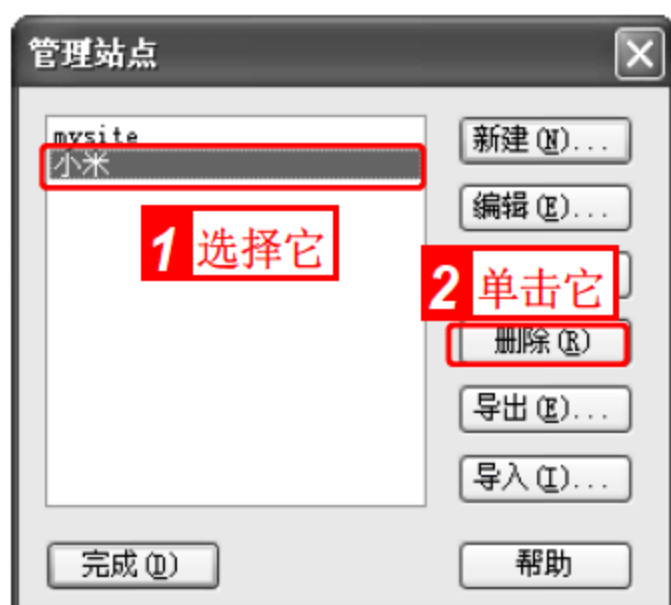 管理站点
mysite
小米
1 选择它
新建(N)...
编辑(E)...
2 单击它
删除(R)
导出(E)...
导入(I)...
完成(D)
帮助